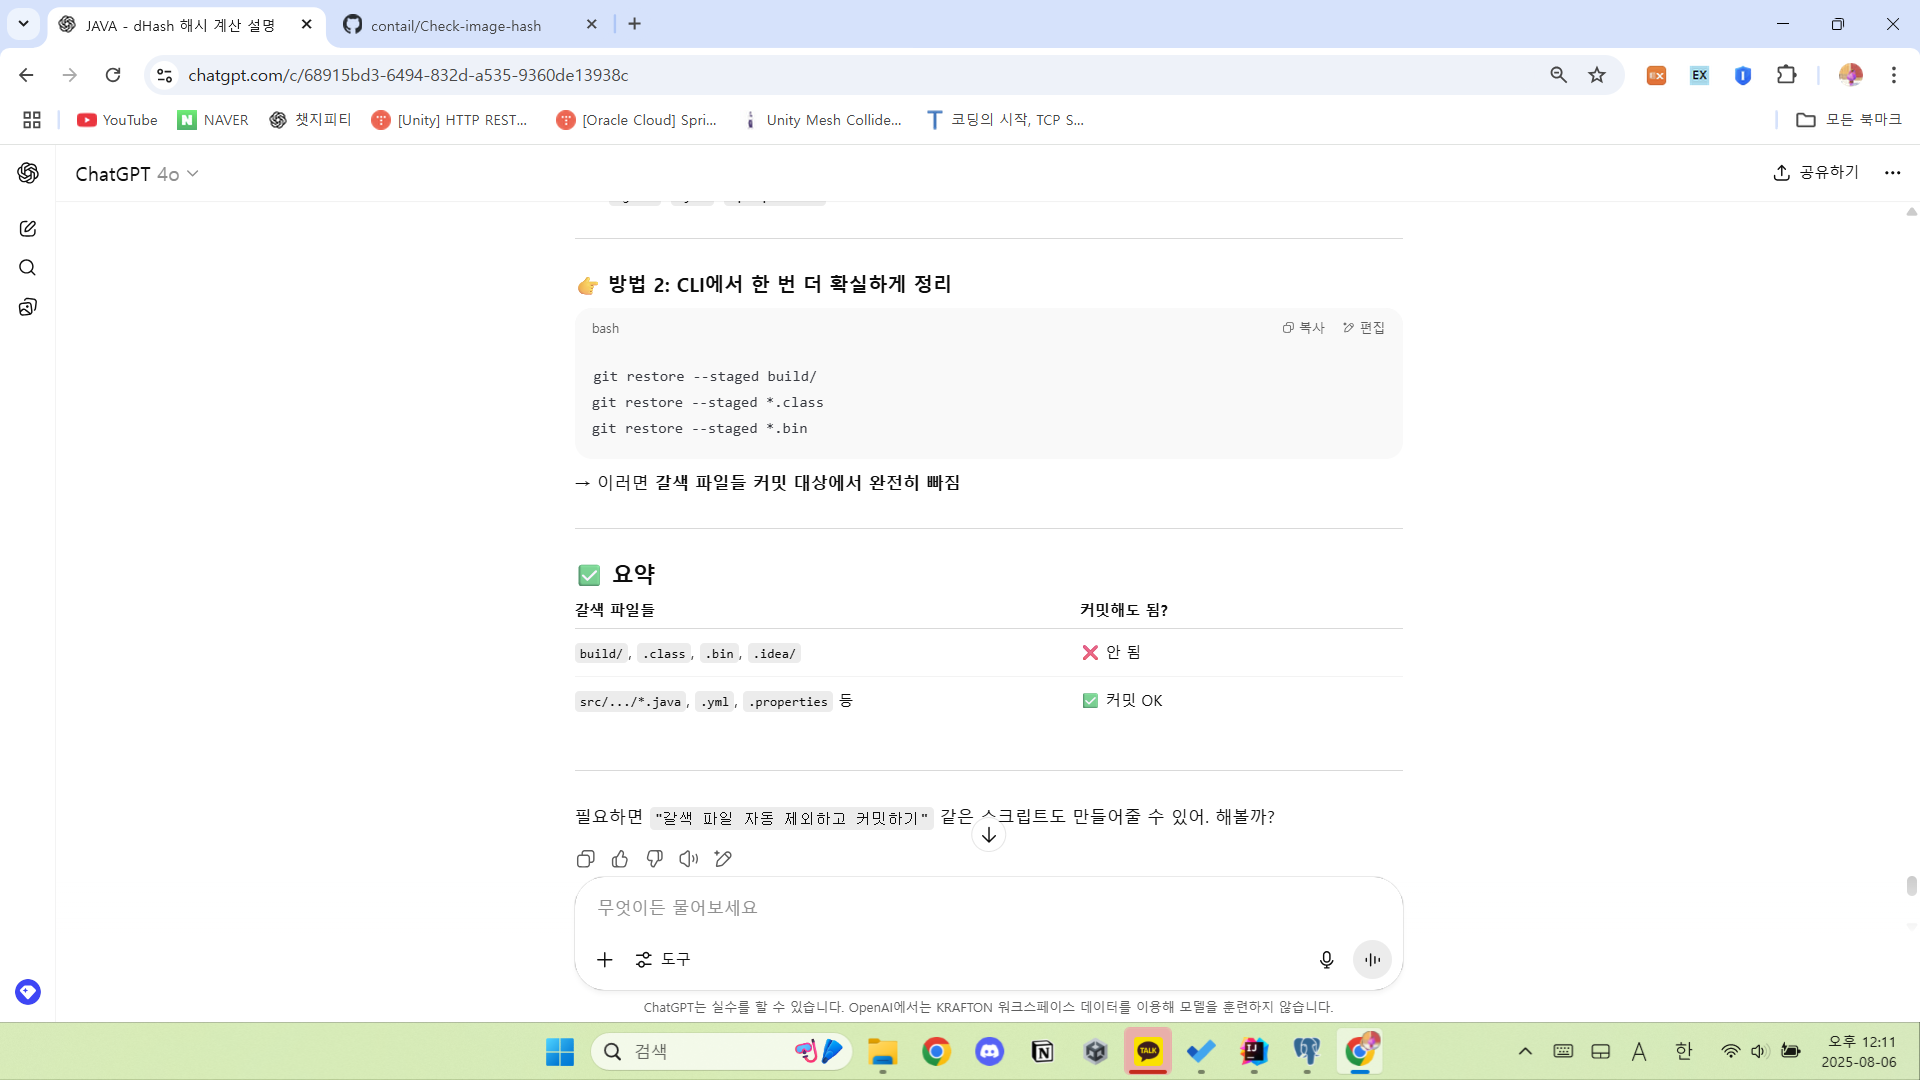 JAVA - dHash 해시 계산 설명
contail/Check-image-hash
chatgpt.com/c/68915bd3-6494-832d-a535-9360de13938c
YouTube
NAVER
챗지피티
[Unity] HTTP REST...
[Oracle Cloud] Spri...
Unity Mesh Collide...
코딩의 시작, TCP S...
모든 북마크
ChatGPT 4o
공유하기
👉 방법 2: CLI에서 한 번 더 확실하게 정리
bash
복사
편집
git restore --staged build/
git restore --staged *.class
git restore --staged *.bin
→ 이러면 갈색 파일들 커밋 대상에서 완전히 빠짐
✅ 요약
갈색 파일들 커밋해도 됨?
build/, .class, .bin, .idea/ ❌ 안 됨
src/.../*.java, .yml, .properties 등 ✅ 커밋 OK
필요하면 "갈색 파일 자동 제외하고 커밋하기" 같은 스크립트도 만들어줄 수 있어. 해볼까?
무엇이든 물어보세요
도구
ChatGPT는 실수를 할 수 있습니다. OpenAI에서는 KRAFTON 워크스페이스 데이터를 이용해 모델을 훈련하지 않습니다.
검색
TALK
A
한
오후 12:11
2025-08-06